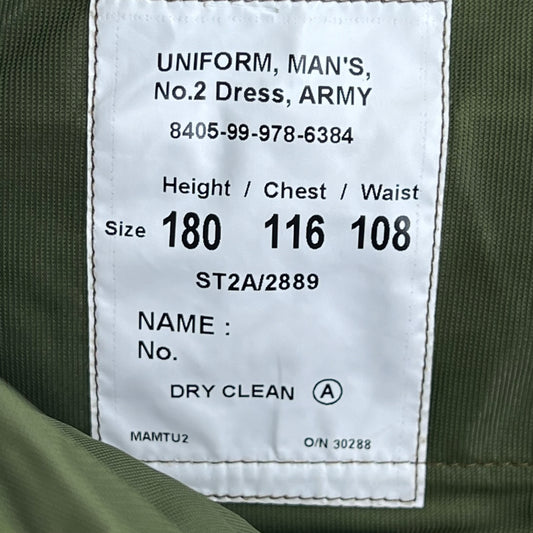 UNIFORM, MAN'S,
No.2 Dress, ARMY
8405-99-978-6384
Height / Chest / Waist
Size 180 116 108
ST2A/2889
NAME :
No.
DRY CLEAN Ⓐ
MAMTU2 O/N 30288